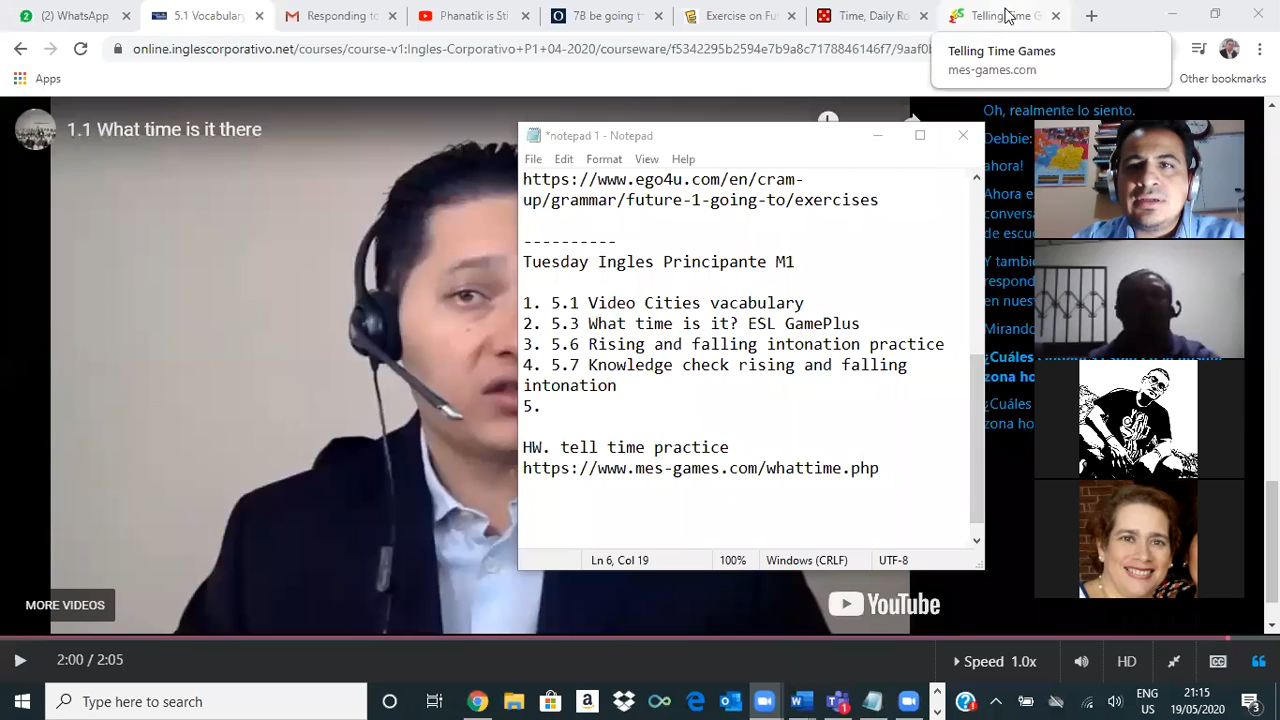 (2) WhatsApp
5.1 Vocabulary
Responding to
Phanatik is St
7B be going t
Exercise on Fu
Time, Daily Ro
Telling Time G
online.inglescorporativo.net/courses/course-v1:Ingles-Corporativo+P1+04-2020/courseware/f5342295b2594e7b9a8c7178846146f7/9aaf0b
Telling Time Games
mes-games.com
Apps
Other bookmarks
1.1 What time is it there
*notepad 1 - Notepad
File Edit Format View Help
https://www.ego4u.com/en/cram-
up/grammar/future-1-going-to/exercises
----------
Tuesday Ingles Principante M1
1. 5.1 Video Cities vacabulary
2. 5.3 What time is it? ESL GamePlus
3. 5.6 Rising and falling intonation practice
4. 5.7 Knowledge check rising and falling
intonation
5.
HW. tell time practice
https://www.mes-games.com/whattime.php
Ln 6, Col 19 100% Windows (CRLF) UTF-8
Oh, realmente lo siento.
Debbie:
ahora!
Ahora e
conversa
de escu
Y tambié
respond
en nues
Mirando
zona ho
¿Cuáles
zona ho
MORE VIDEOS
YouTube
2:00 / 2:05
Speed 1.0x
HD
Type here to search
ENG
US
21:15
19/05/2020
3